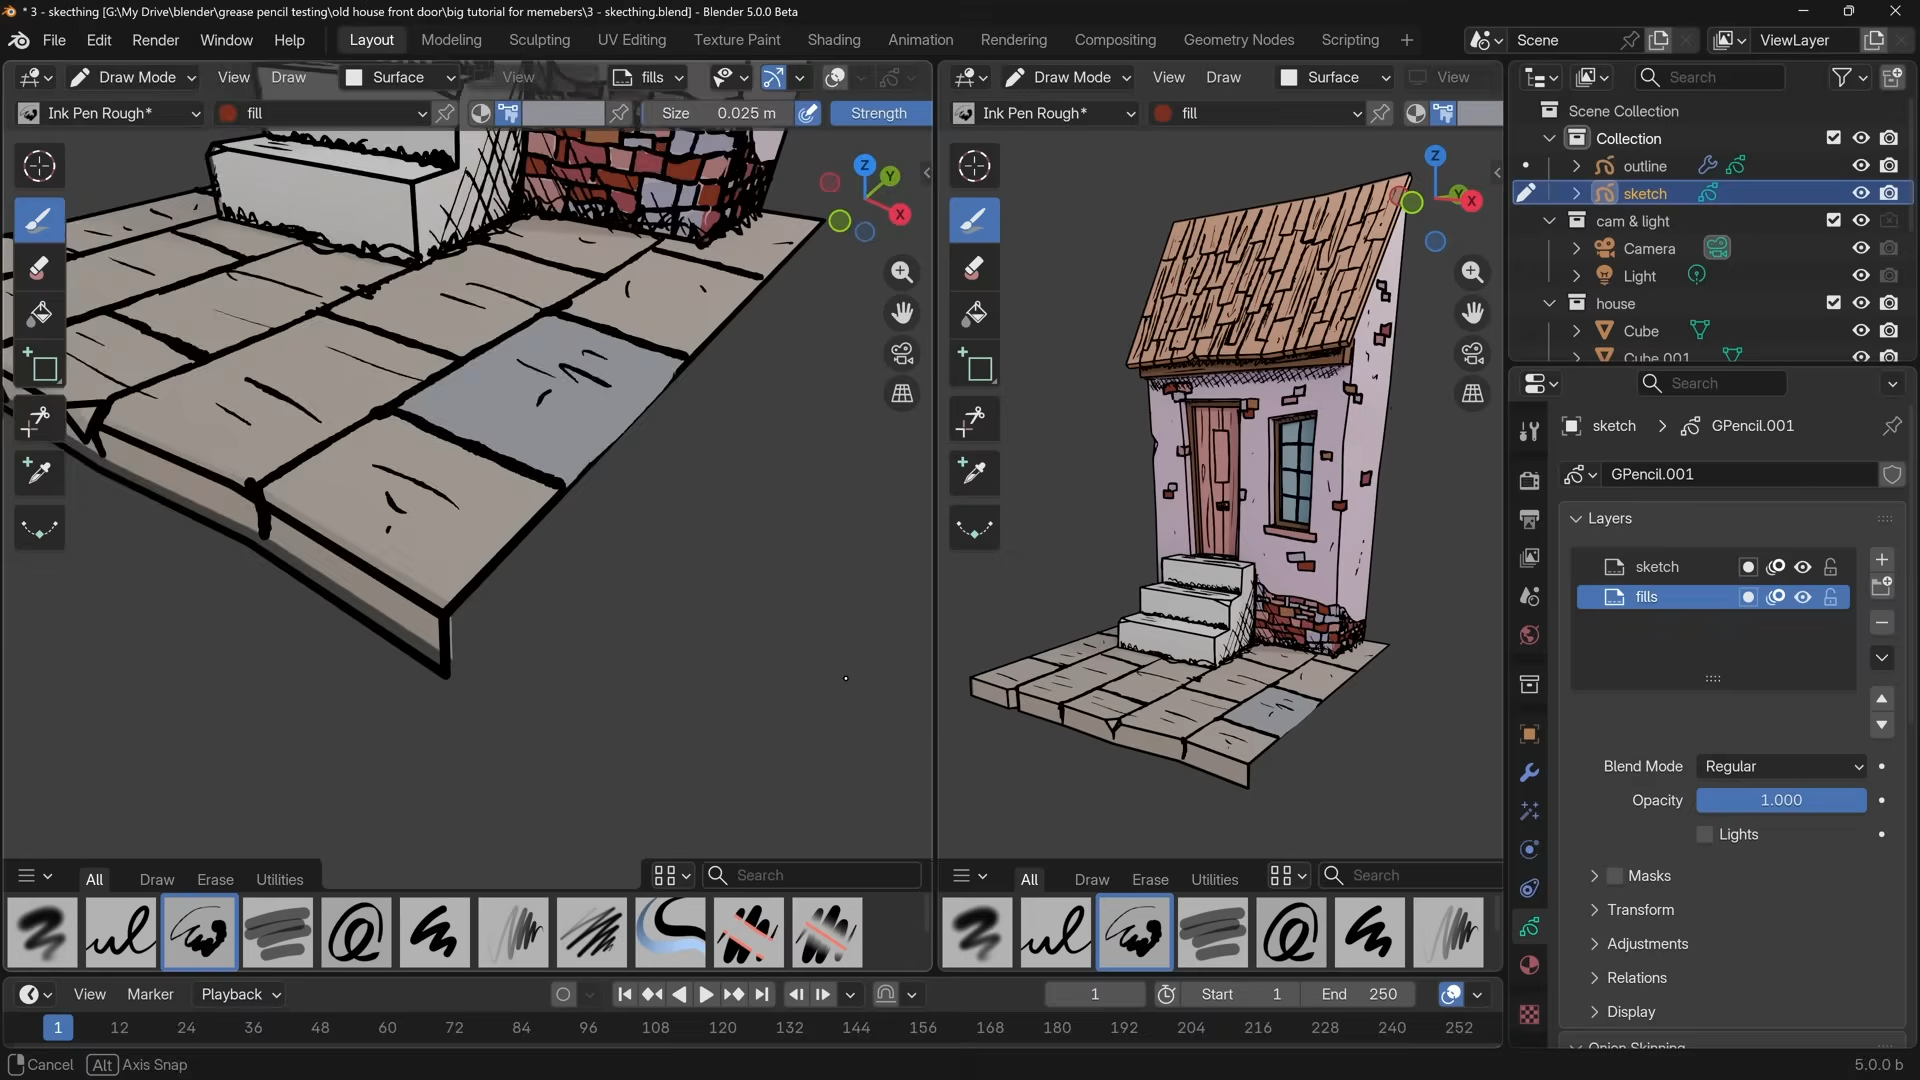 * 3 - skecthing [G:\My Drive\blender\grease pencil testing\old house front door\big tutorial for memebers\3 - skecthing.blend] - Blender 5.0.0 Beta
File Edit Render Window Help Layout Modeling Sculpting UV Editing Texture Paint Shading Animation Rendering Compositing Geometry Nodes Scripting + Scene ViewLayer
Draw Mode View Draw Surface View fills
Ink Pen Rough* fill Size 0.025 m Strength
Z
Y
X
Draw Mode View Draw Surface View
Ink Pen Rough* fill
Z
Y
X
Search
Scene Collection
Collection
outline
sketch
cam & light
Camera
Light
house
Cube
Cube.001
Search
sketch > GPencil.001
GPencil.001
Layers
sketch
fills
Blend Mode Regular
Opacity 1.000
Lights
Masks
Transform
Adjustments
Relations
Display
Onion Skinning
All Draw Erase Utilities Search
All Draw Erase Utilities Search
View Marker Playback 1 Start 1 End 250
1 12 24 36 48 60 72 84 96 108 120 132 144 156 168 180 192 204 216 228 240 252
Cancel Alt Axis Snap 5.0.0 b